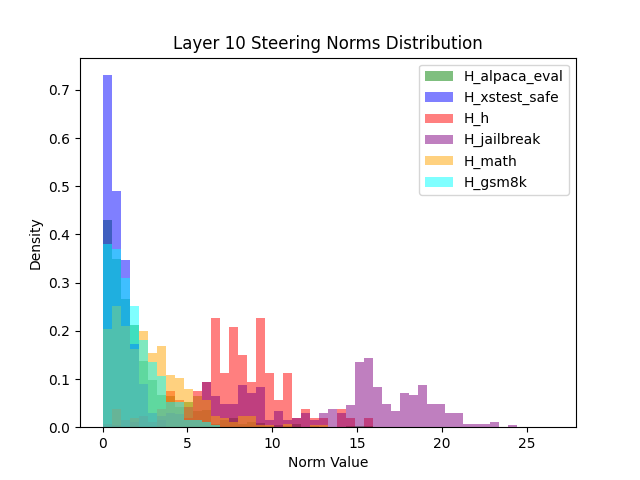 Layer 10 Steering Norms Distribution
H_alpaca_eval
H_xstest_safe
H_h
H_jailbreak
H_math
H_gsm8k
Density
0.7
0.6
0.5
0.4
0.3
0.2
0.1
0.0
0
5
10
15
20
25
Norm Value